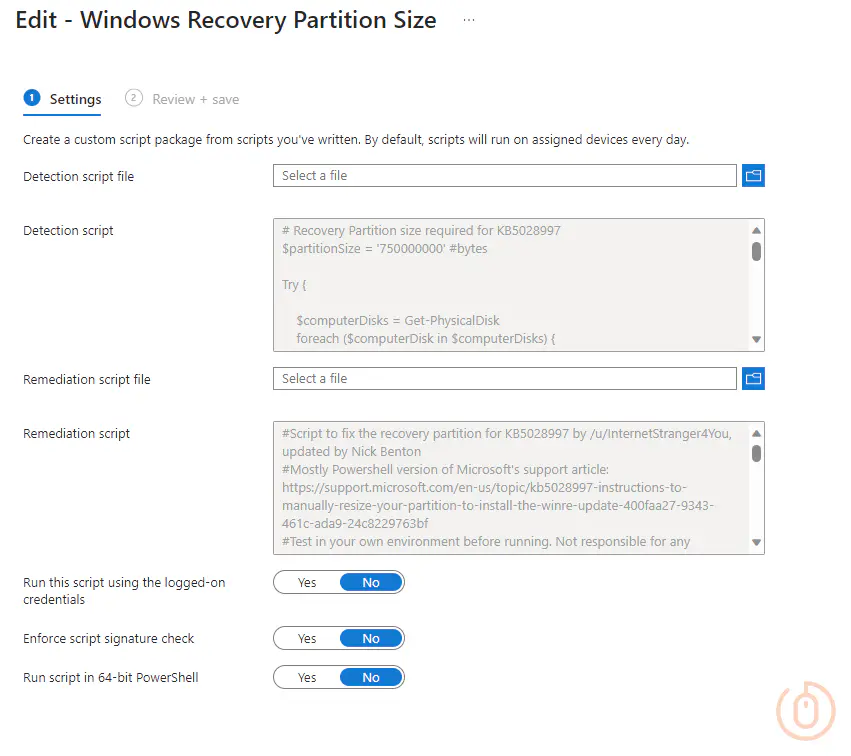 Edit - Windows Recovery Partition Size ...
1 Settings 2 Review + save
Create a custom script package from scripts you've written. By default, scripts will run on assigned devices every day.
Detection script file Select a file
Detection script
# Recovery Partition size required for KB5028997
$partitionSize = '750000000' #bytes
Try {
$computerDisks = Get-PhysicalDisk
foreach ($computerDisk in $computerDisks) {
Remediation script file Select a file
Remediation script
#Script to fix the recovery partition for KB5028997 by /u/InternetStranger4You,
updated by Nick Benton
#Mostly Powershell version of Microsoft's support article:
https://support.microsoft.com/en-us/topic/kb5028997-instructions-to-
manually-resize-your-partition-to-install-the-winre-update-400faa27-9343-
461c-ada9-24c8229763bf
#Test in your own environment before running. Not responsible for any
Run this script using the logged-on
credentials
Yes No
Enforce script signature check Yes No
Run script in 64-bit PowerShell Yes No